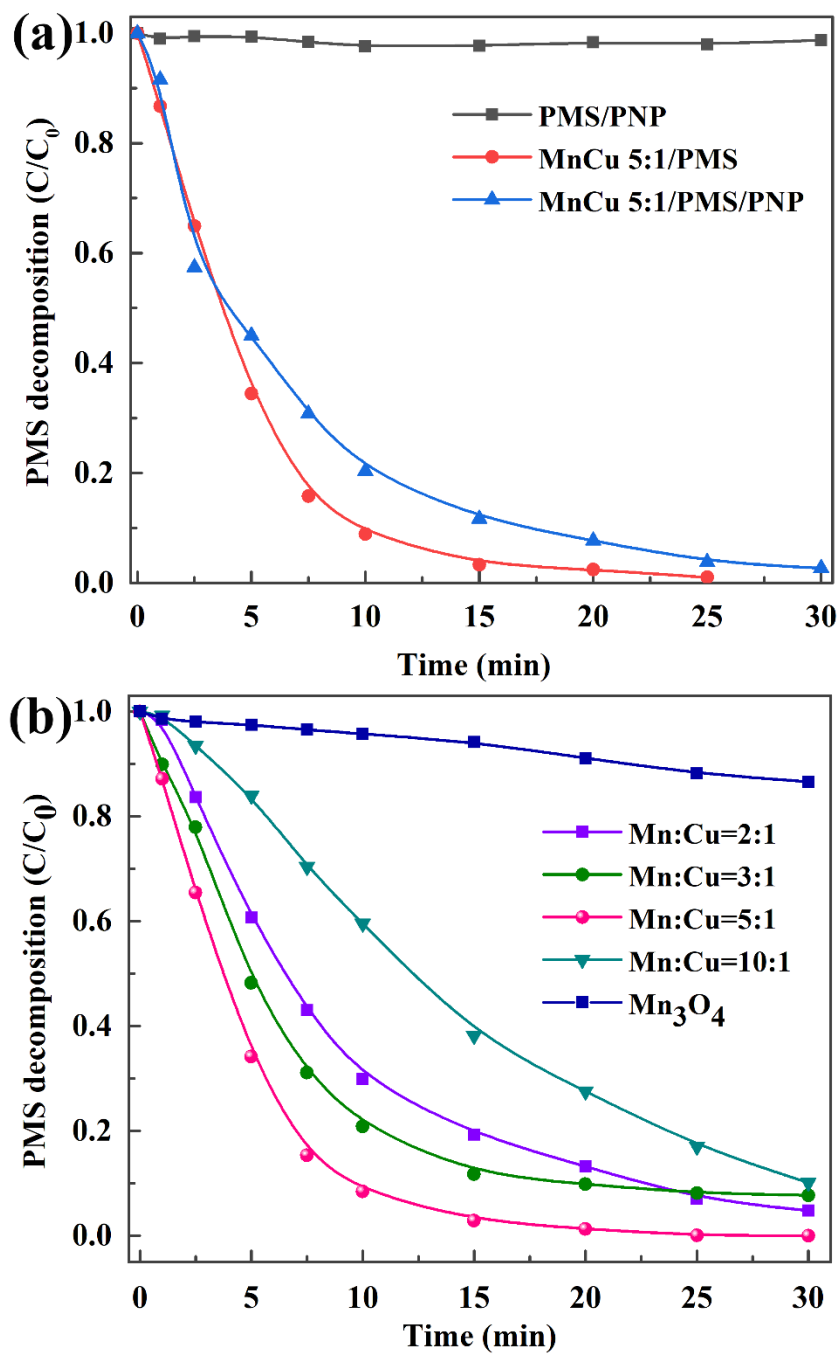 (a)
PMS decomposition (C/C₀)
1.0
0.8
0.6
0.4
0.2
0.0
PMS/PNP
MnCu 5:1/PMS
MnCu 5:1/PMS/PNP
0 5 10 15 20 25 30
Time (min)
(b)
PMS decomposition (C/C₀)
1.0
0.8
0.6
0.4
0.2
0.0
Mn:Cu=2:1
Mn:Cu=3:1
Mn:Cu=5:1
Mn:Cu=10:1
Mn₃O₄
0 5 10 15 20 25 30
Time (min)